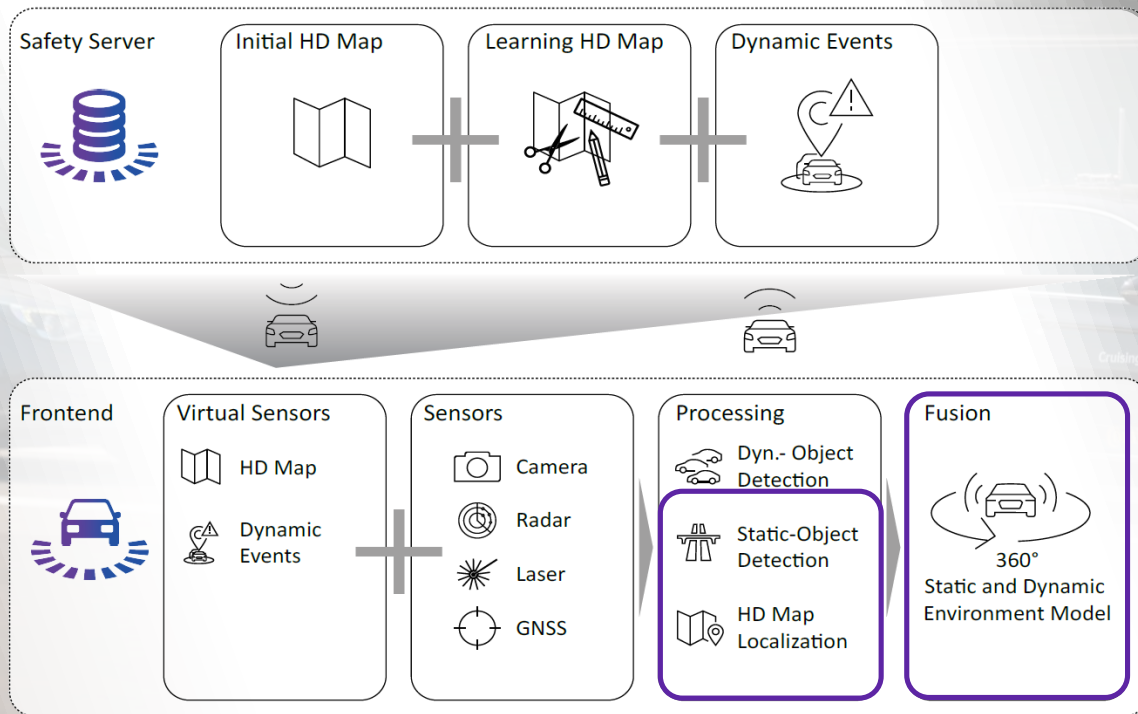 Safety Server
Initial HD Map
Learning HD Map
Dynamic Events
Cruising
Frontend
Virtual Sensors
HD Map
Dynamic
Events
Sensors
Camera
Radar
Laser
GNSS
Processing
Dyn.- Object
Detection
Static-Object
Detection
HD Map
Localization
Fusion
360°
Static and Dynamic
Environment Model